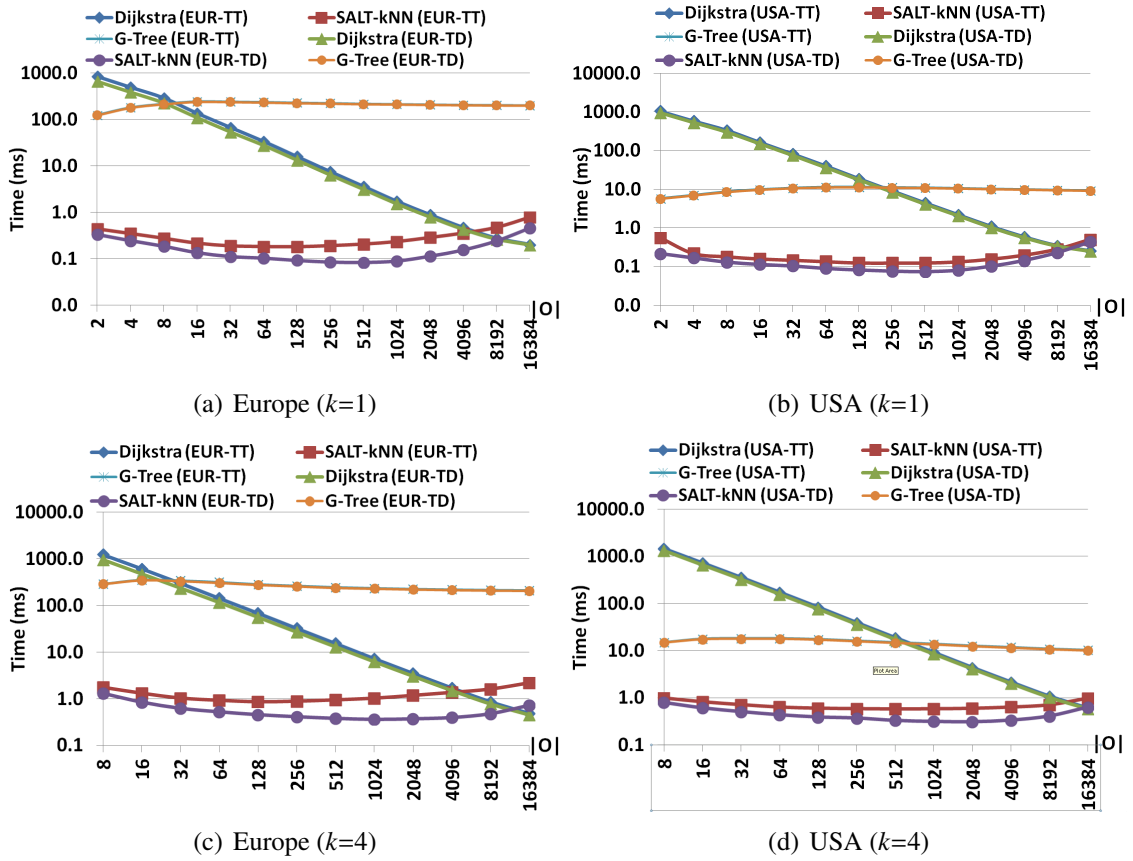 Dijkstra (EUR-TT) SALT-kNN (EUR-TT)
G-Tree (EUR-TT) Dijkstra (EUR-TD)
SALT-kNN (EUR-TD) G-Tree (EUR-TD)
1000.0
100.0
10.0
1.0
0.1
0.0
Time (ms)
2 4 8 16 32 64 128 256 512 1024 2048 4096 8192 16384
|O|
(a) Europe (k=1)
Dijkstra (USA-TT) SALT-kNN (USA-TT)
G-Tree (USA-TT) Dijkstra (USA-TD)
SALT-kNN (USA-TD) G-Tree (USA-TD)
10000.0
1000.0
100.0
10.0
1.0
0.1
0.0
Time (ms)
2 4 8 16 32 64 128 256 512 1024 2048 4096 8192 16384
|O|
(b) USA (k=1)
Dijkstra (EUR-TT) SALT-kNN (EUR-TT)
G-Tree (EUR-TT) Dijkstra (EUR-TD)
SALT-kNN (EUR-TD) G-Tree (EUR-TD)
10000.0
1000.0
100.0
10.0
1.0
0.1
Time (ms)
8 16 32 64 128 256 512 1024 2048 4096 8192 16384
|O|
(c) Europe (k=4)
Dijkstra (USA-TT) SALT-kNN (USA-TT)
G-Tree (USA-TT) Dijkstra (USA-TD)
SALT-kNN (USA-TD) G-Tree (USA-TD)
10000.0
1000.0
100.0
10.0
1.0
0.1
Time (ms)
Plot Area
8 16 32 64 128 256 512 1024 2048 4096 8192 16384
|O|
(d) USA (k=4)